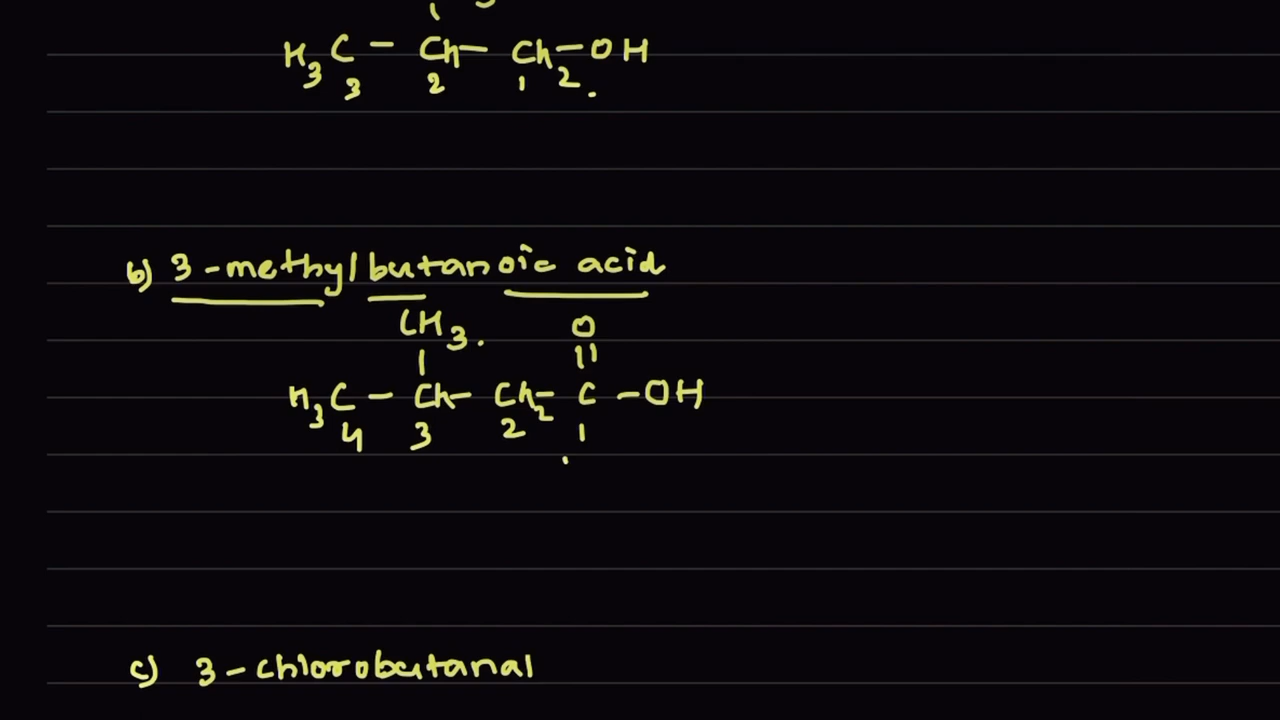 H3C - Ch - Ch2 - OH
3 2 1
b) 3-methylbutanoic acid
CH3. O
H3C - Ch - Ch2 - C - OH
4 3 2 1
c) 3-chlorobutanal